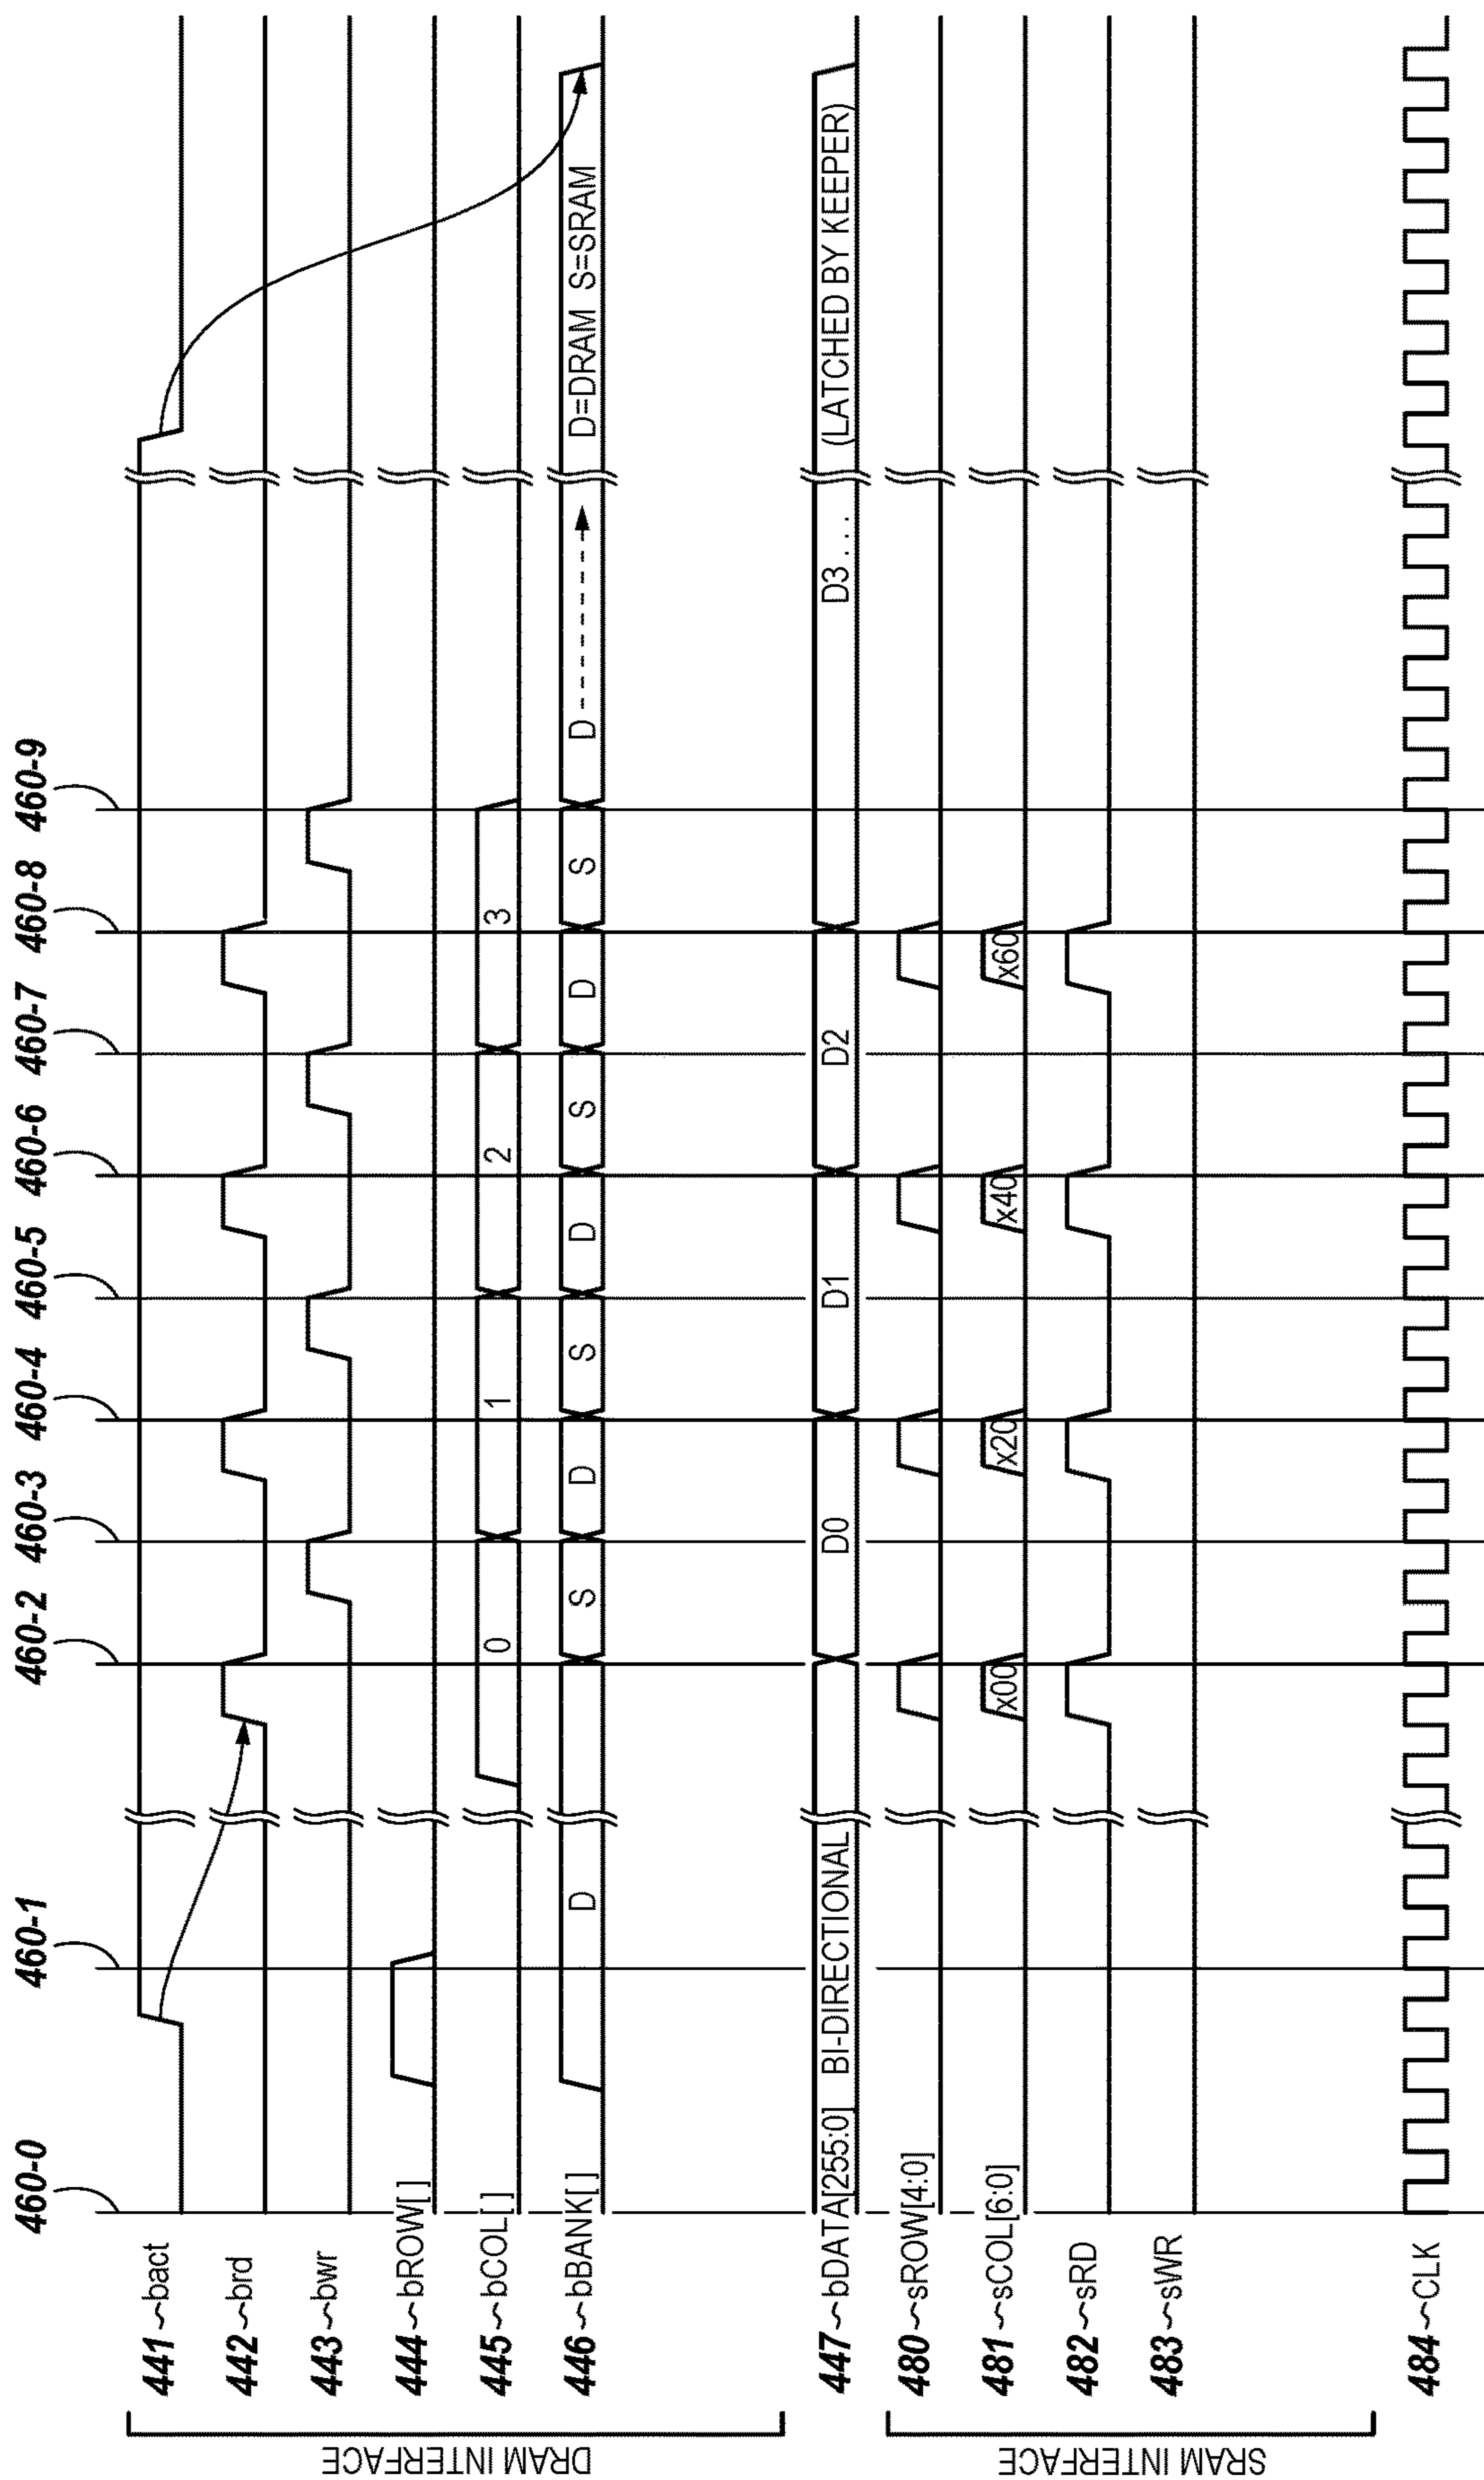 460-0 460-1 460-2 460-3 460-4 460-5 460-6 460-7 460-8 460-9
DRAM INTERFACE
441~bact
442~brd
443~bwr
444~bROW[ ]
445~bCOL[ ] 0 1 2 3
446~bBANK[ ] D S D S D S D S D D=DRAM S=SRAM
447~bDATA[255:0] BI-DIRECTIONAL D0 D1 D2 D3 . . . (LATCHED BY KEEPER)
SRAM INTERFACE
480~sROW[4:0]
481~sCOL[6:0] x00 x20 x40 x60
482~sRD
483~sWR
484~CLK